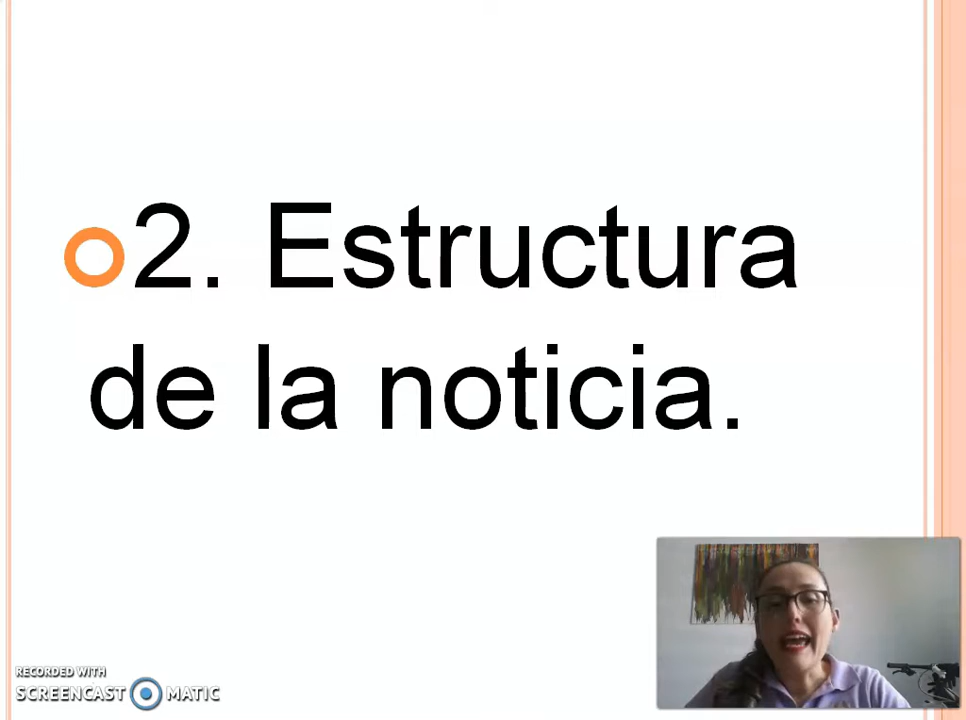 2. Estructura
de la noticia.
RECORDED WITH
SCREENCAST MATIC